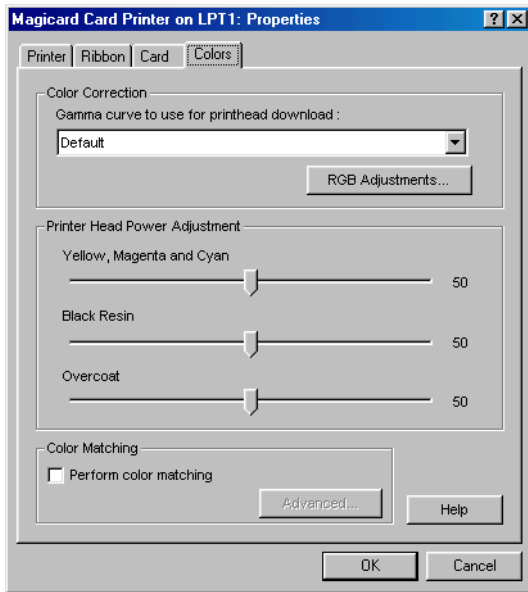 Magicard Card Printer on LPT1: Properties
Printer Ribbon Card Colors
Color Correction
Gamma curve to use for printhead download :
Default
RGB Adjustments...
Printer Head Power Adjustment
Yellow, Magenta and Cyan
50
Black Resin
50
Overcoat
50
Color Matching
Perform color matching
Advanced...
Help
OK Cancel